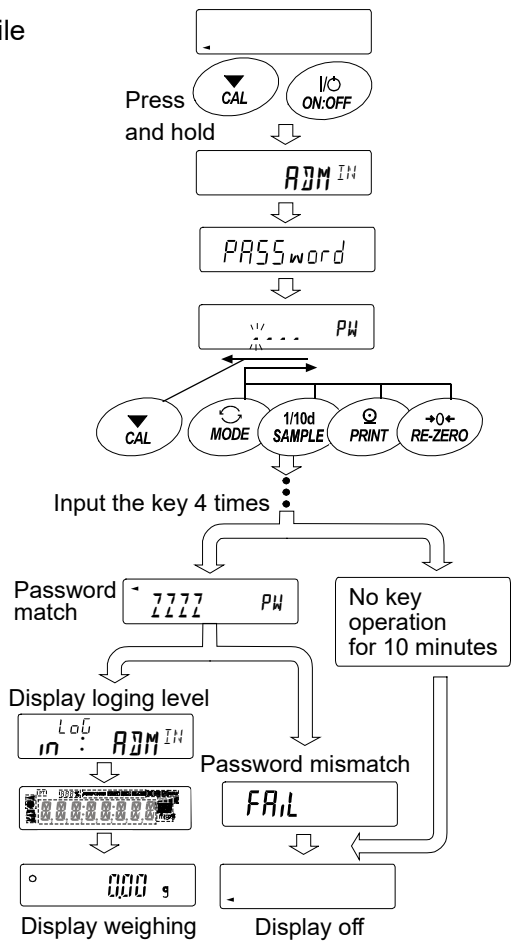 ile
Press
and hold
CAL
I/⏻
ON:OFF
ADMIN
PASSword
PW
CAL
MODE
1/10d
SAMPLE
PRINT
→0←
RE-ZERO
Input the key 4 times
Password
match
ZZZZ PW
No key
operation
for 10 minutes
Display loging level
LoG
in : ADMIN
Password mismatch
FAiL
0.00 g
Display weighing
Display off